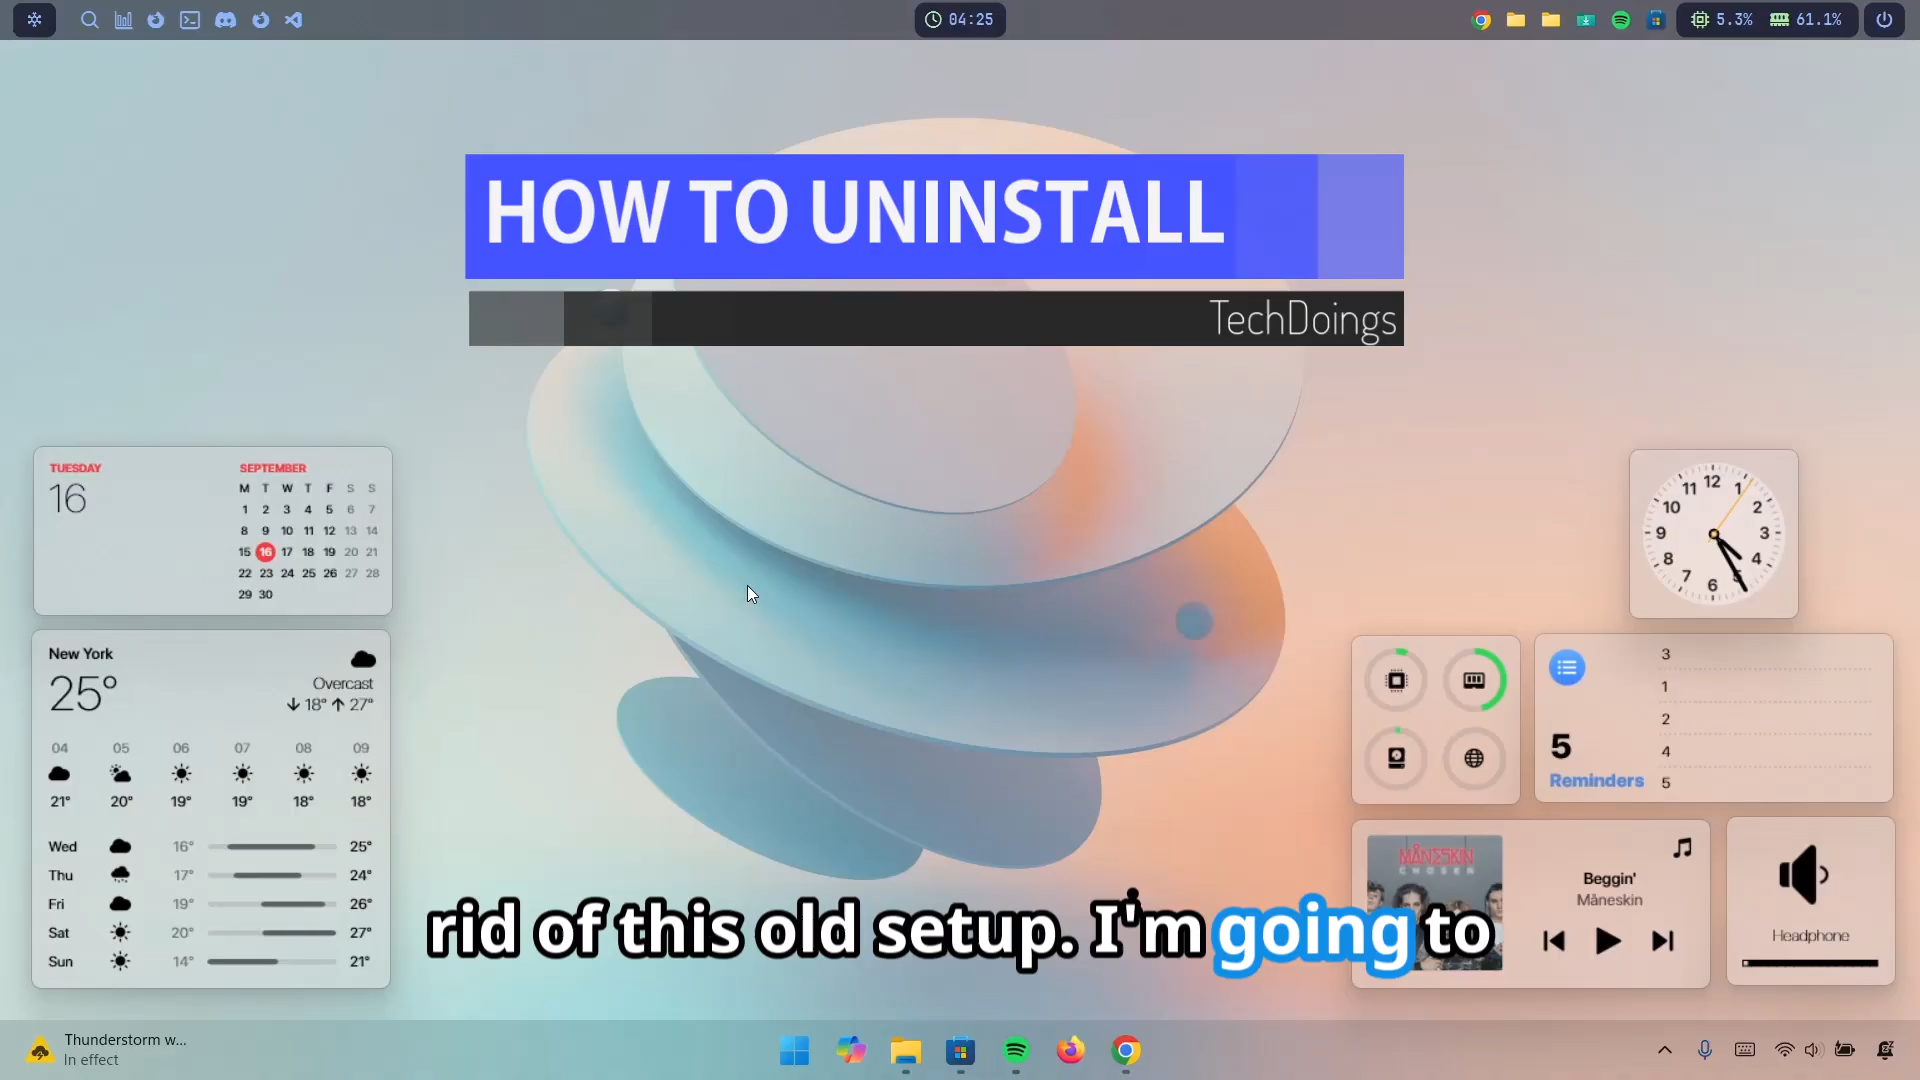 04:25
5.3%
61.1%
HOW TO UNINSTALL
TechDoings
TUESDAY
16
SEPTEMBER
M T W T F S S
1 2 3 4 5 6 7
8 9 10 11 12 13 14
15 16 17 18 19 20 21
22 23 24 25 26 27 28
29 30
New York
25°
Overcast
18° 27°
04 05 06 07 08 09
21° 20° 19° 19° 18° 18°
Wed 16° 25°
Thu 17° 24°
Fri 19° 26°
Sat 20° 27°
Sun 14° 21°
12
1
2
3
4
5
6
7
8
9
10
11
5
Reminders
3
1
2
4
5
MÅNESKIN
CHOSEN
Beggin'
Måneskin
Headphone
rid of this old setup. I'm going to
Thunderstorm w...
In effect